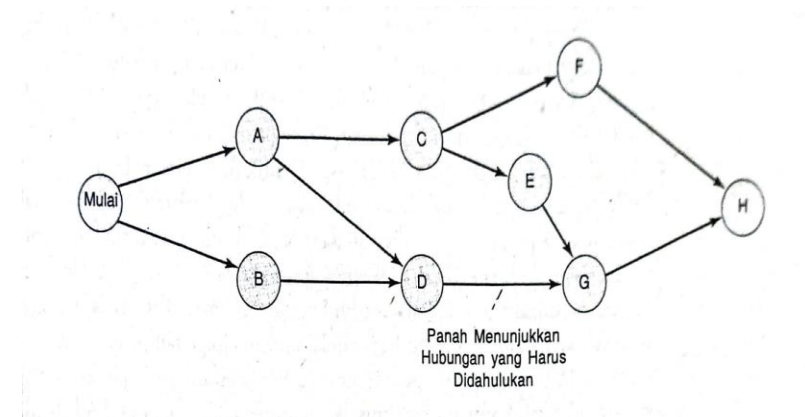 F
A
C
E
Mulai
H
B
D
G
Panah Menunjukkan
Hubungan yang Harus
Didahulukan